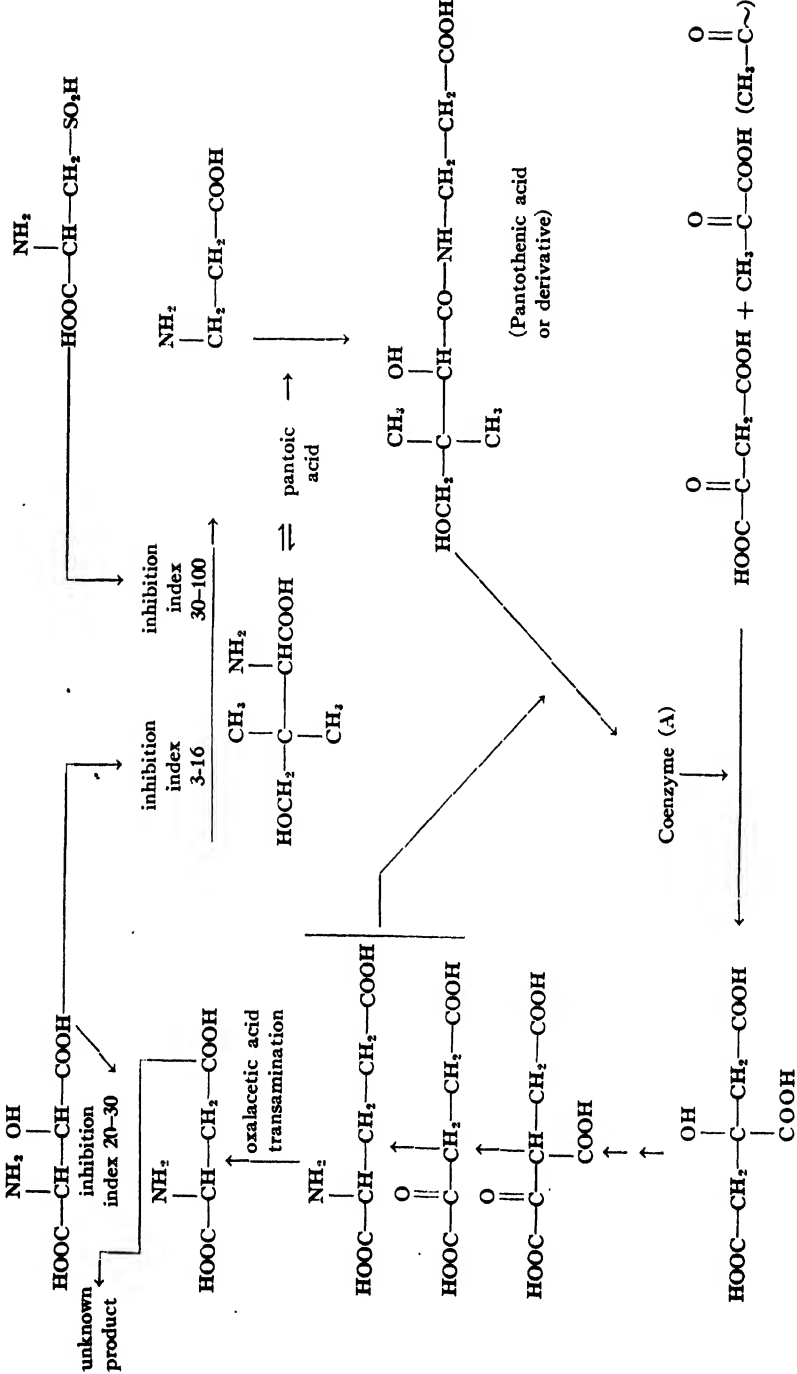 NH₂ OH
HOOC—CH—CH—COOH
inhibition
index 20–30
unknown
product
NH₂
HOOC—CH—CH₂—SO₂H
inhibition
index
3-16
inhibition
index
30–100
NH₂
HOOC—CH—CH₂—COOH
oxalacetic acid
transamination
CH₃ NH₂
HOCH₂—C—CHCOOH ⇌ pantoic →
acid
CH₃
NH₂
CH₂—CH₂—COOH
NH₂
HOOC—CH—CH₂—CH₂—COOH
O
HOOC—C—CH₂—CH₂—COOH
O
HOOC—C—CH—CH₂—COOH
COOH
CH₃ OH
HOCH₂—C—CH—CO—NH—CH₂—CH₂—COOH
CH₃
(Pantothenic acid
or derivative)
Coenzyme (A)
OH
HOOC—CH₂—C—CH₂—COOH
COOH
O O O
HOOC—C—CH₂—COOH + CH₃—C—COOH (CH₃—C~)